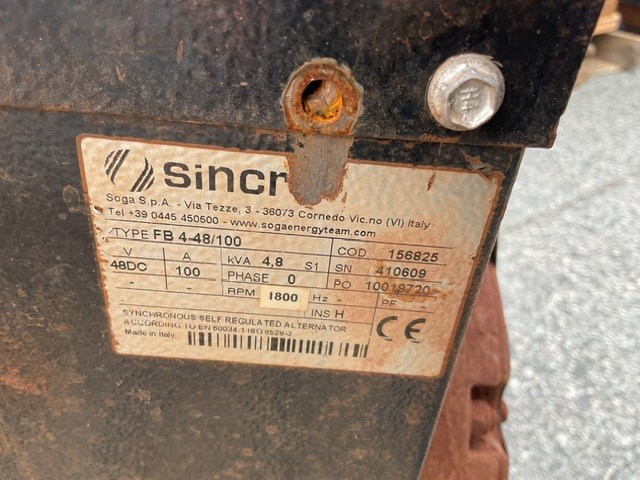 sincr
Soga S.p.A. - Via Tezze, 3 - 36073 Cornedo Vic.no (VI) Italy
Tel +39 0445 450500 - www.sogaenergyteam.com
TYPE FB 4-48/100 COD 156825
V A kVA 4,8 S1 SN 410609
48DC 100 PHASE 0 PO 10019720
- - RPM 1800 Hz - PF -
- - INS H
SYNCHRONOUS SELF REGULATED ALTERNATOR
ACCORDING TO EN 60034.1 ISO 8528-3
Made in Italy
CE